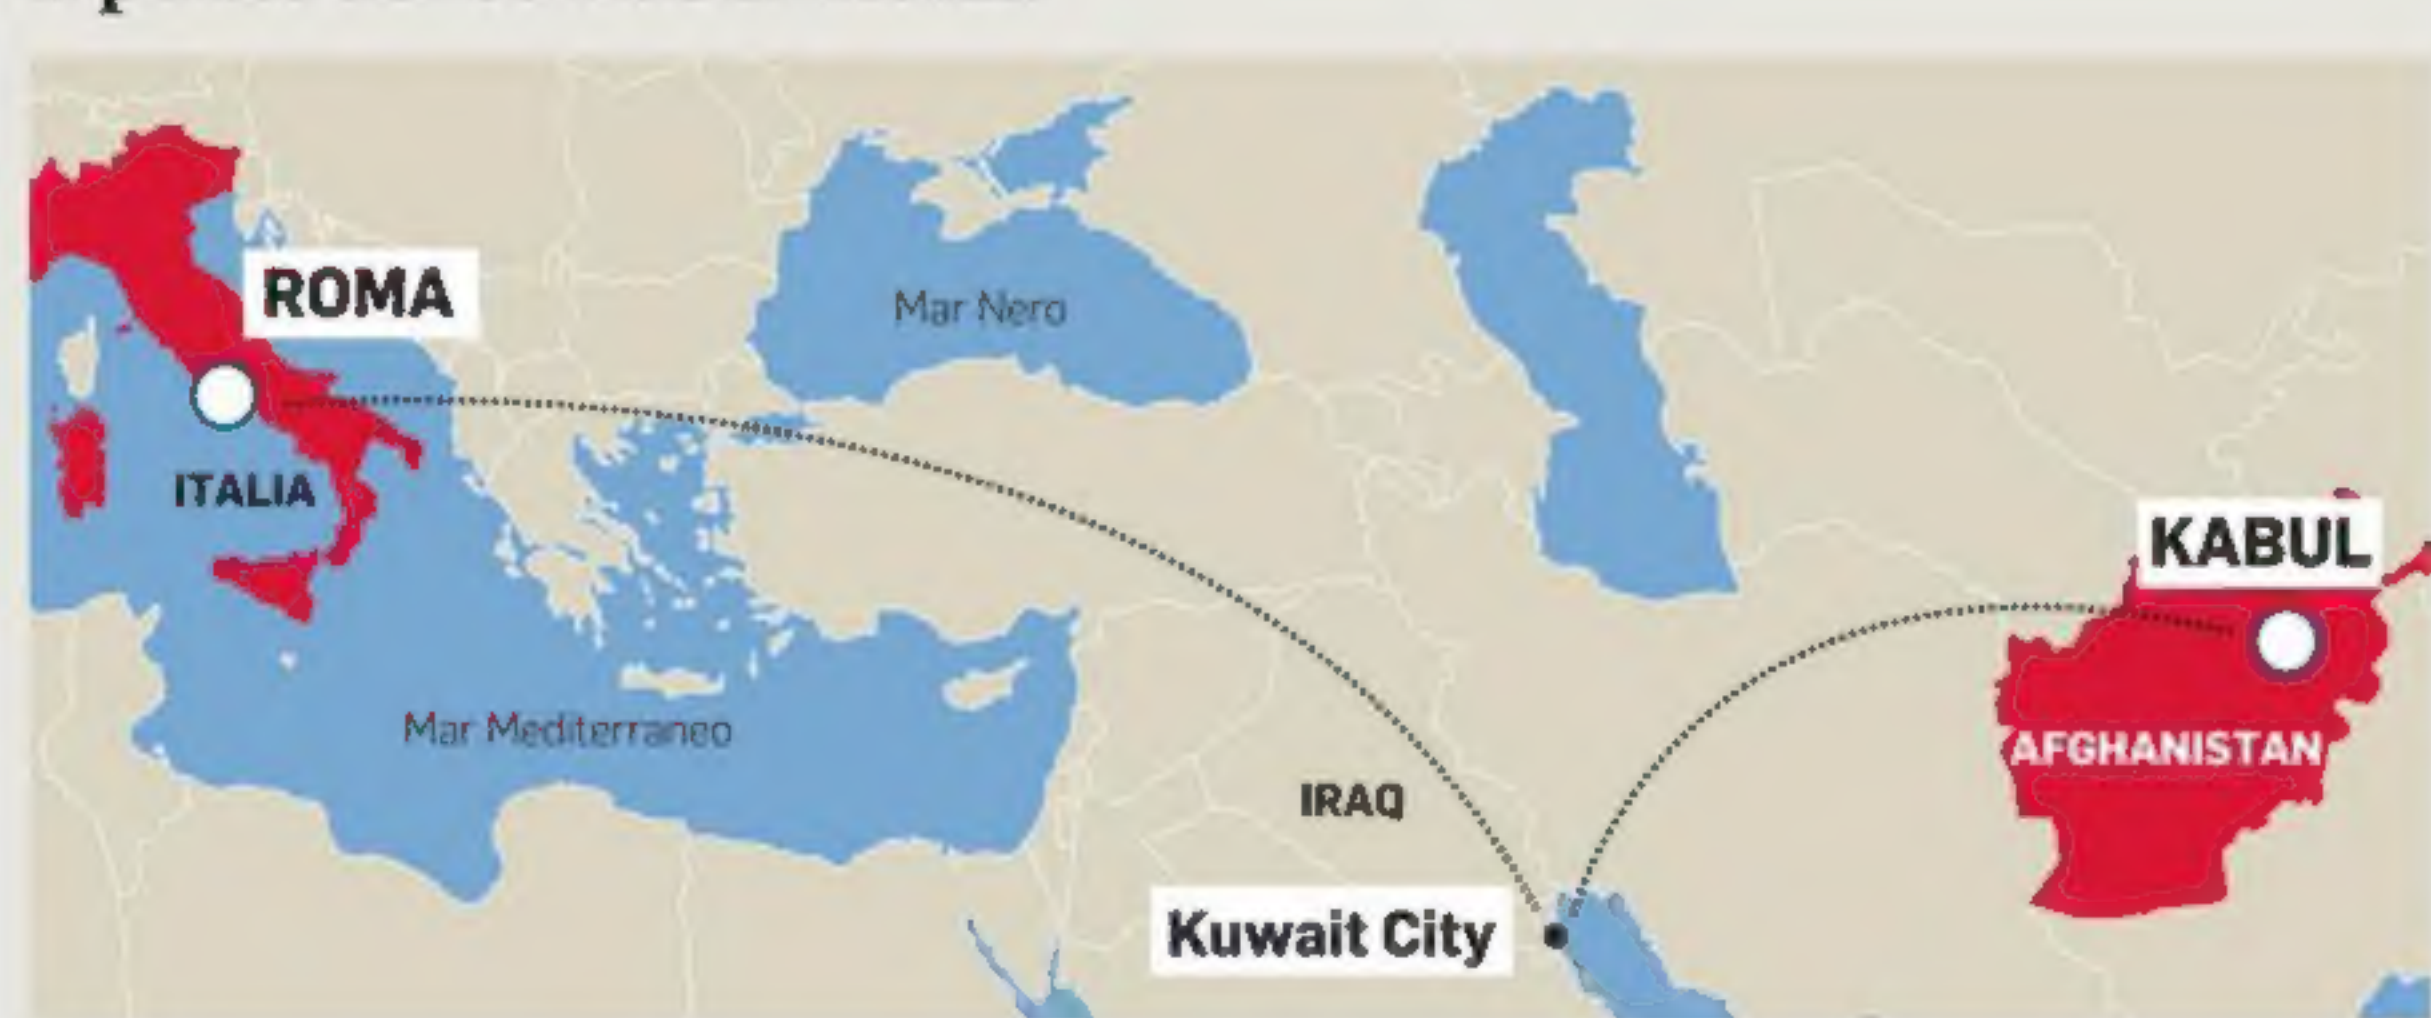 ROMA
Mar Nero
ITALIA
KABUL
Mar Mediterraneo
AFGHANISTAN
IRAQ
Kuwait City